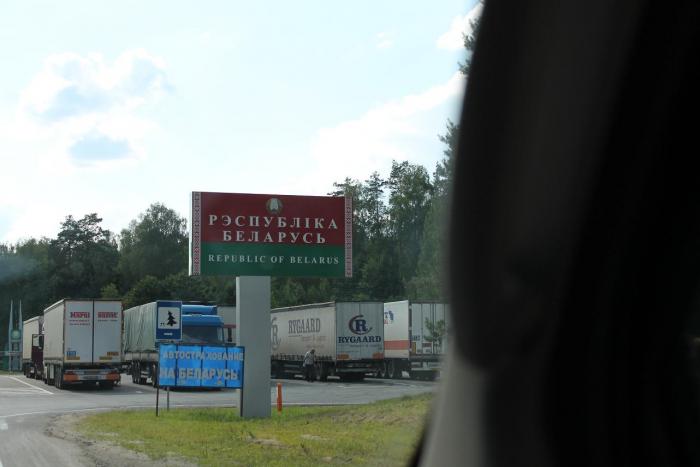 РЭСПУБЛІКА
БЕЛАРУСЬ
REPUBLIC OF BELARUS
RYGAARD
RYGAARD
АВТОСТРАХОВАНИЕ
НА БЕЛАРУСЬ